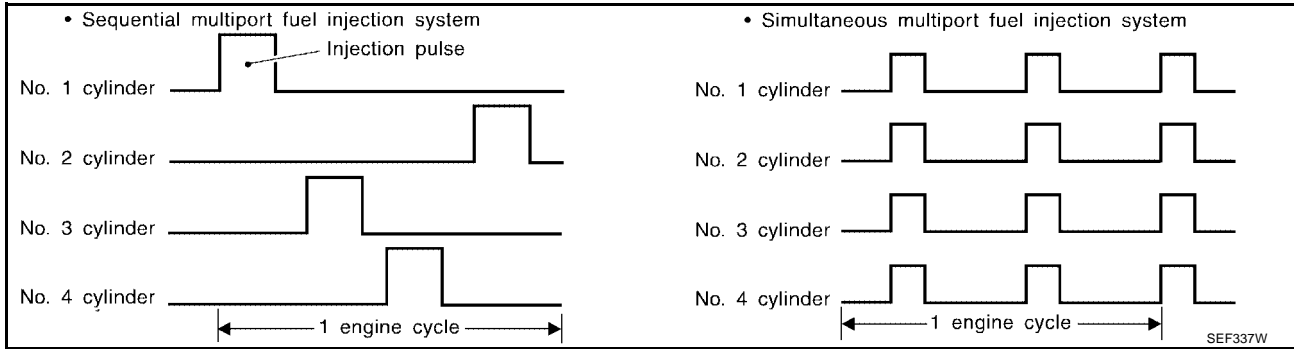 • Sequential multiport fuel injection system
Injection pulse
No. 1 cylinder
No. 2 cylinder
No. 3 cylinder
No. 4 cylinder
1 engine cycle
• Simultaneous multiport fuel injection system
No. 1 cylinder
No. 2 cylinder
No. 3 cylinder
No. 4 cylinder
1 engine cycle
SEF337W